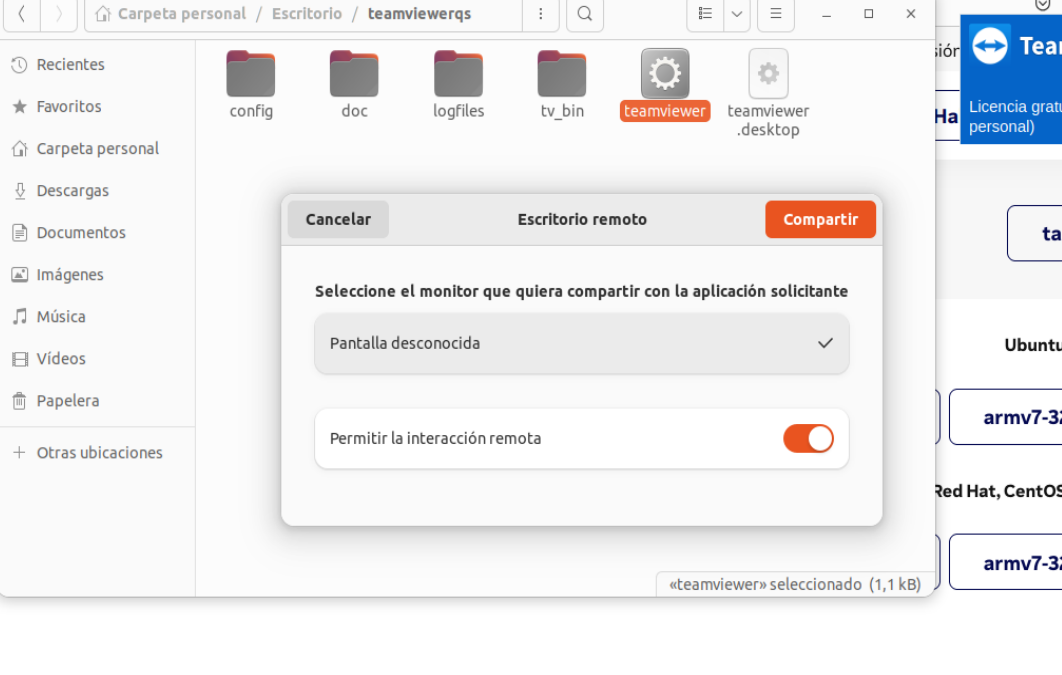 Carpeta personal / Escritorio / teamviewerqs
Recientes
Favoritos
Carpeta personal
Descargas
Documentos
Imágenes
Música
Vídeos
Papelera
Otras ubicaciones
config
doc
logfiles
tv_bin
teamviewer
teamviewer
.desktop
Cancelar
Escritorio remoto
Compartir
Seleccione el monitor que quiera compartir con la aplicación solicitante
Pantalla desconocida
Permitir la interacción remota
«teamviewer» seleccionado (1,1 kB)
sión
Tea
Ha
Licencia gratu
personal)
ta
Ubuntu
armv7-32
Red Hat, CentOS
armv7-32